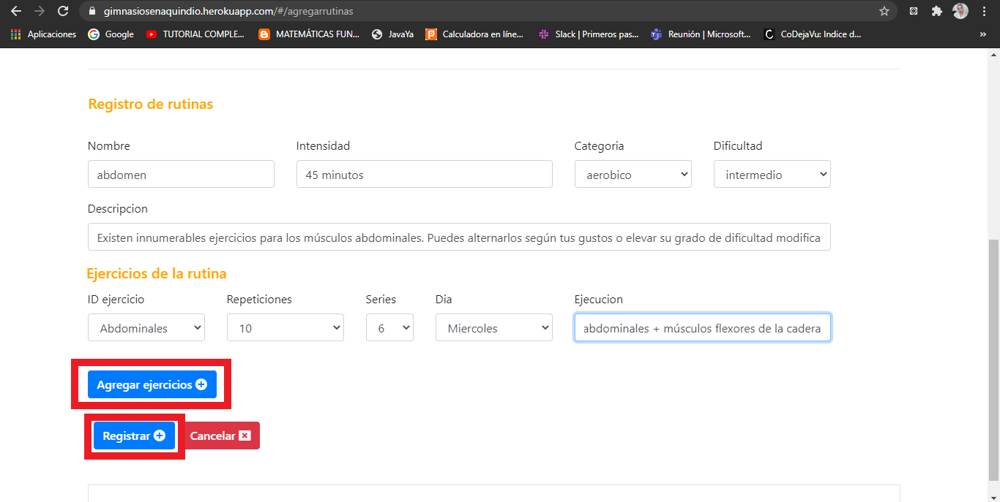 gimnasiosenaquindio.herokuapp.com/#/agregarrutinas
Aplicaciones Google TUTORIAL COMPLE... MATEMÁTICAS FUN... JavaYa Calculadora en líne... Slack | Primeros pas... Reunión | Microsoft... CoDejaVu: Indice d... »
Registro de rutinas
Nombre Intensidad Categoria Dificultad
abdomen 45 minutos aerobico intermedio
Descripcion
Existen innumerables ejercicios para los músculos abdominales. Puedes alternarlos según tus gustos o elevar su grado de dificultad modifica
Ejercicios de la rutina
ID ejercicio Repeticiones Series Dia Ejecucion
Abdominales 10 6 Miercoles abdominales + músculos flexores de la cadera
Agregar ejercicios
Registrar Cancelar